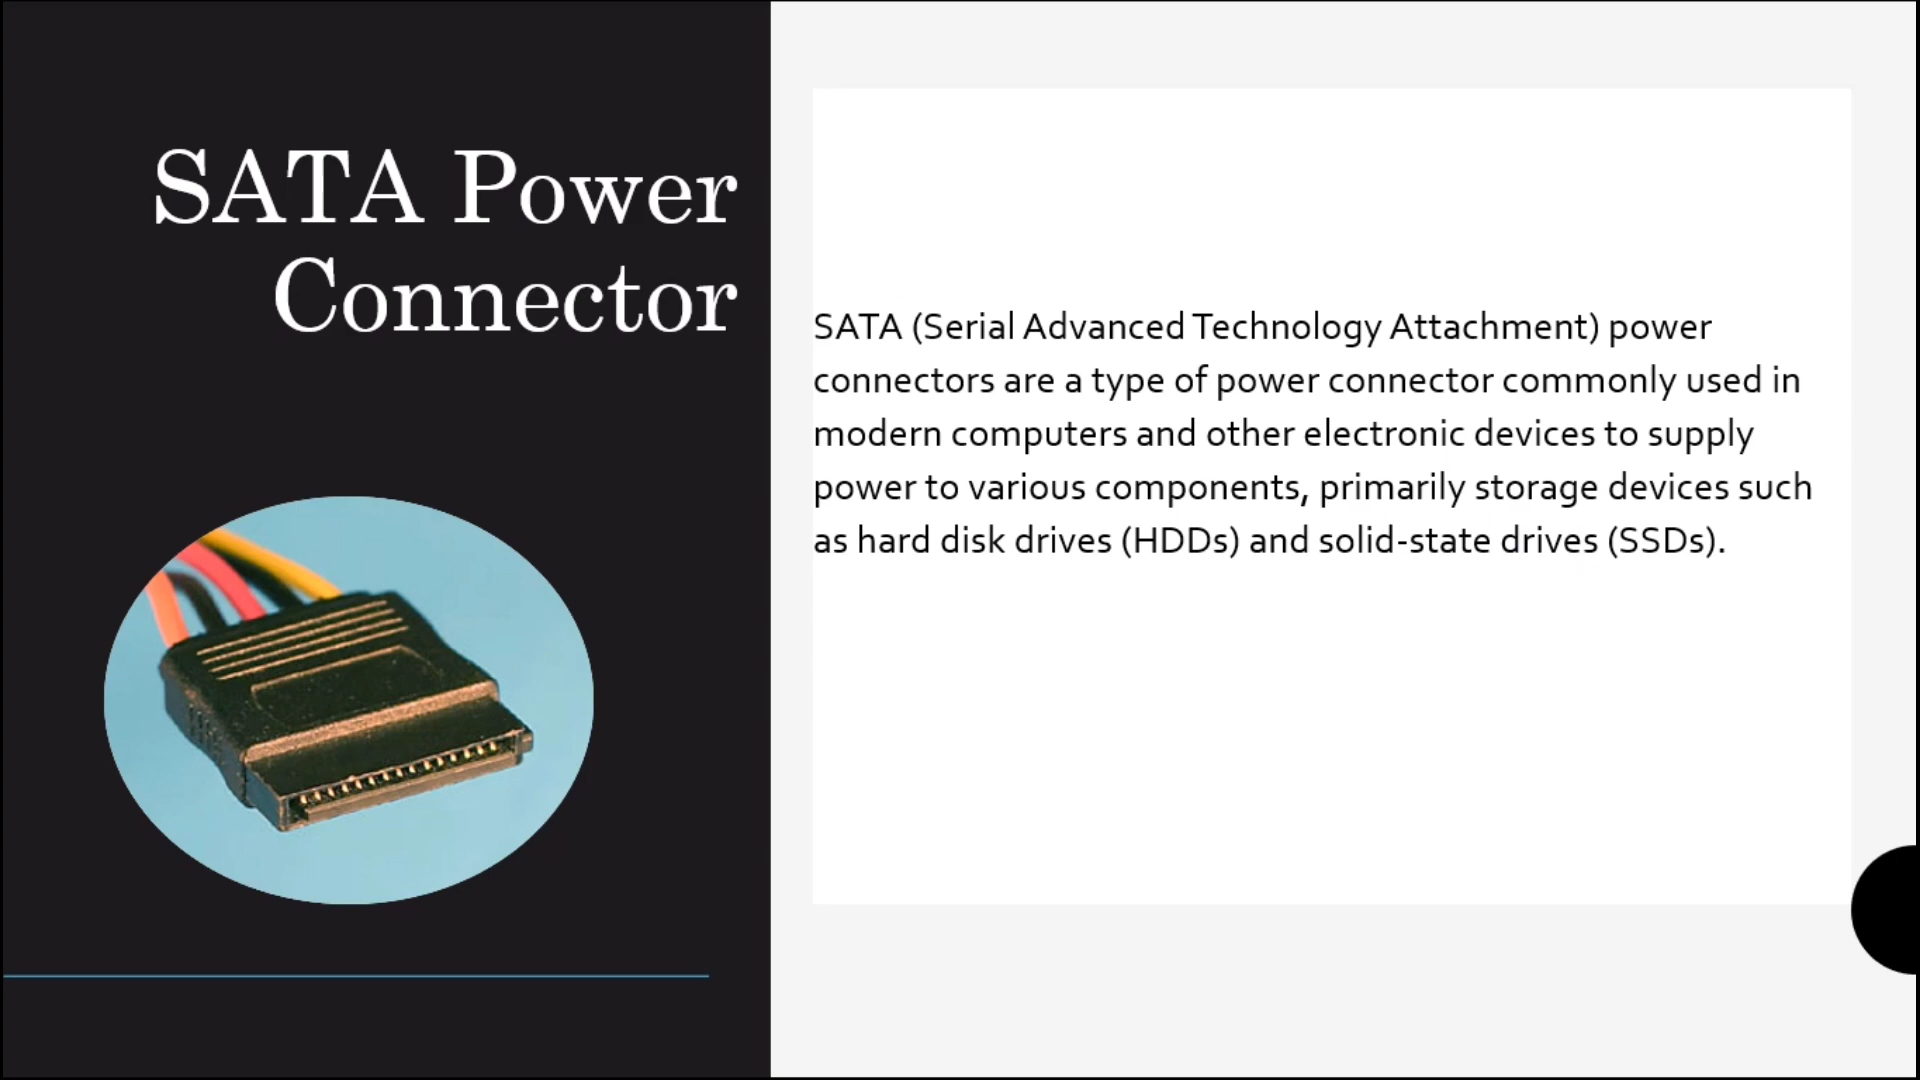 SATA Power
Connector
SATA (Serial Advanced Technology Attachment) power
connectors are a type of power connector commonly used in
modern computers and other electronic devices to supply
power to various components, primarily storage devices such
as hard disk drives (HDDs) and solid-state drives (SSDs).